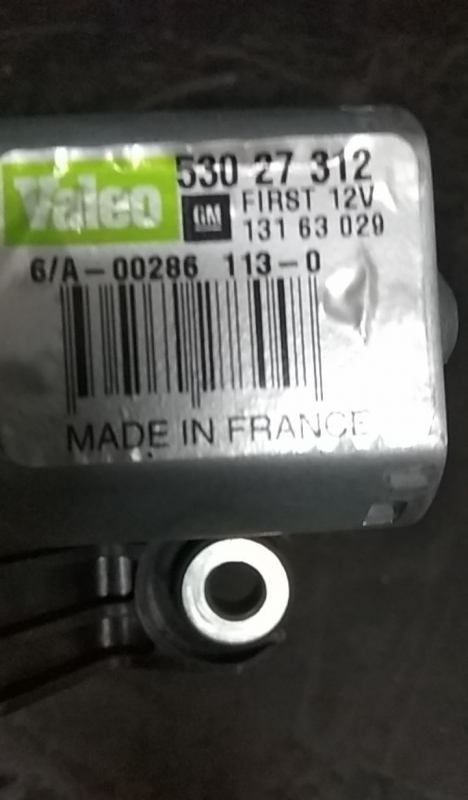 Valeo
530 27 312
GM
FIRST 12V
131 63 029
6/A-00286 113-0
MADE IN FRANCE